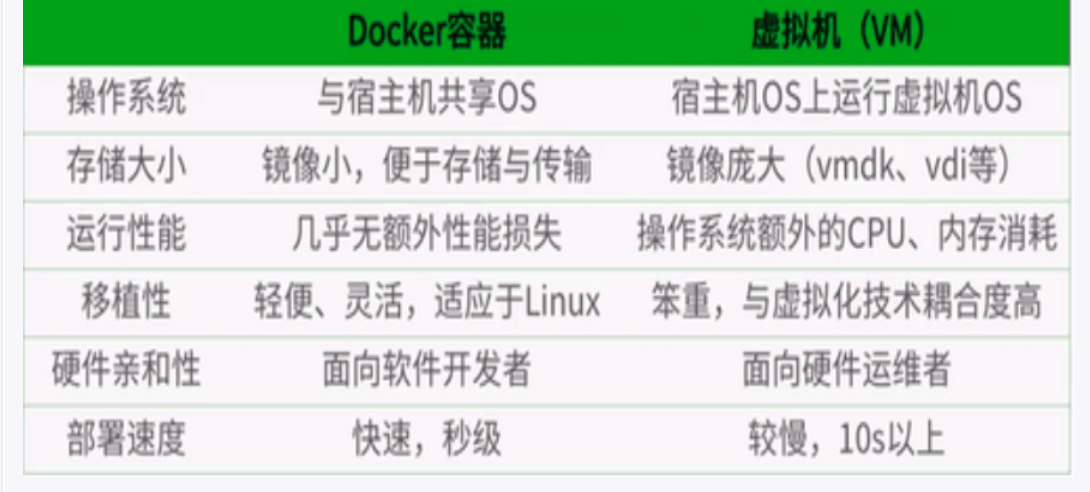 Docker容器 虚拟机（VM）
操作系统 与宿主机共享OS 宿主机OS上运行虚拟机OS
存储大小 镜像小，便于存储与传输 镜像庞大（vmdk、vdi等）
运行性能 几乎无额外性能损失 操作系统额外的CPU、内存消耗
移植性 轻便、灵活，适应于Linux 笨重，与虚拟化技术耦合度高
硬件亲和性 面向软件开发者 面向硬件运维者
部署速度 快速，秒级 较慢，10s以上